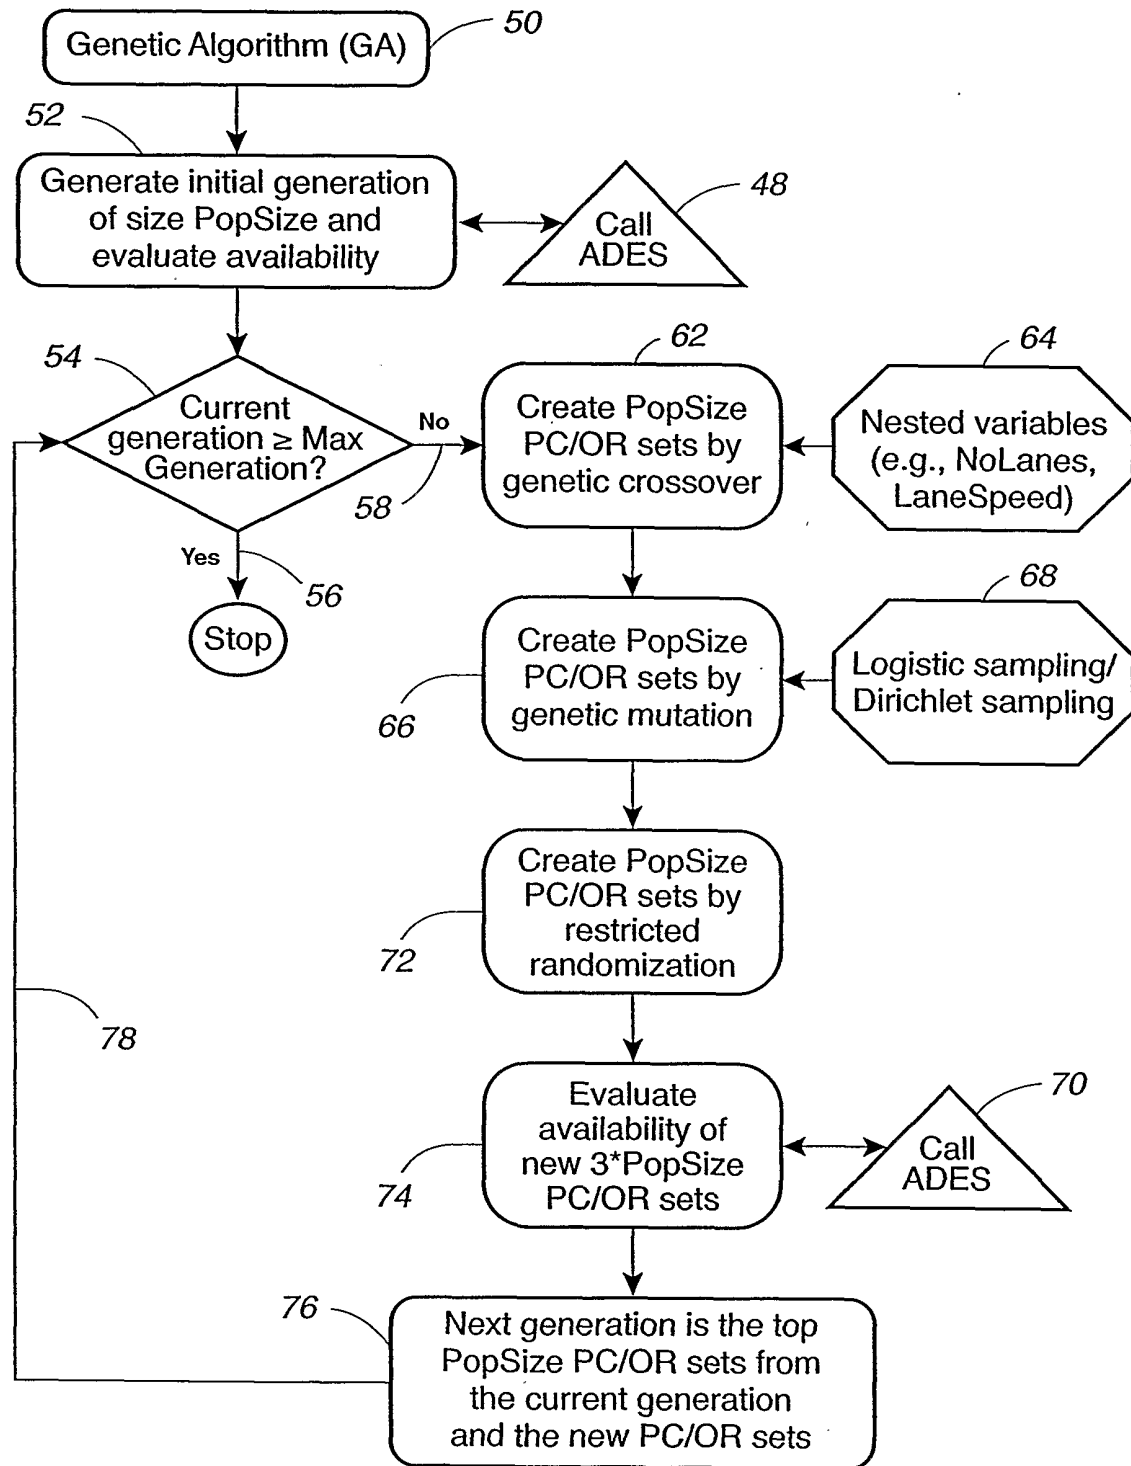 Genetic Algorithm (GA)
50
52
Generate initial generation
of size PopSize and
evaluate availability
48
Call
ADES
54
Current
generation ≥ Max
Generation?
No
58
Yes
56
Stop
62
Create PopSize
PC/OR sets by
genetic crossover
64
Nested variables
(e.g., NoLanes,
LaneSpeed)
66
Create PopSize
PC/OR sets by
genetic mutation
68
Logistic sampling/
Dirichlet sampling
72
Create PopSize
PC/OR sets by
restricted
randomization
78
74
Evaluate
availability of
new 3*PopSize
PC/OR sets
70
Call
ADES
76
Next generation is the top
PopSize PC/OR sets from
the current generation
and the new PC/OR sets